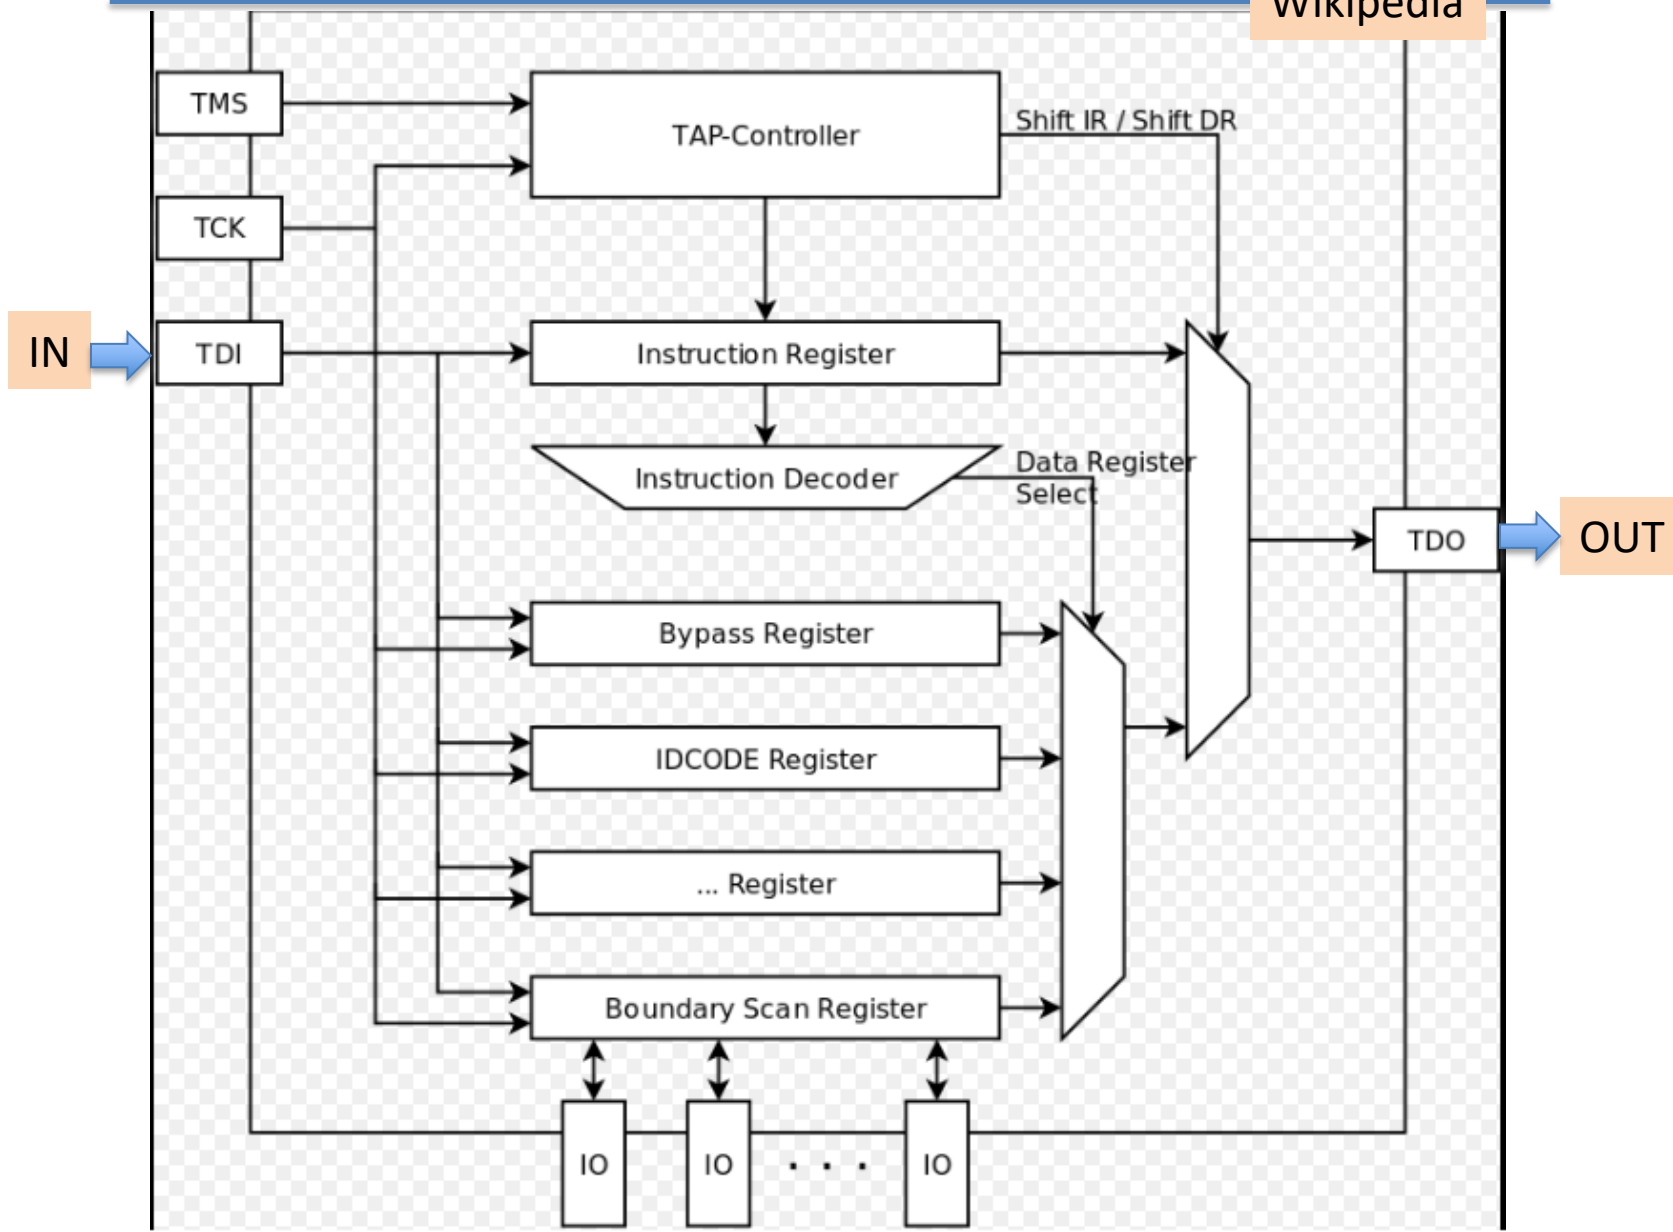 Wikipedia
TMS
TAP-Controller
Shift IR / Shift DR
TCK
IN
TDI
Instruction Register
Instruction Decoder
Data Register
Select
TDO
OUT
Bypass Register
IDCODE Register
... Register
Boundary Scan Register
IO
IO
. . .
IO